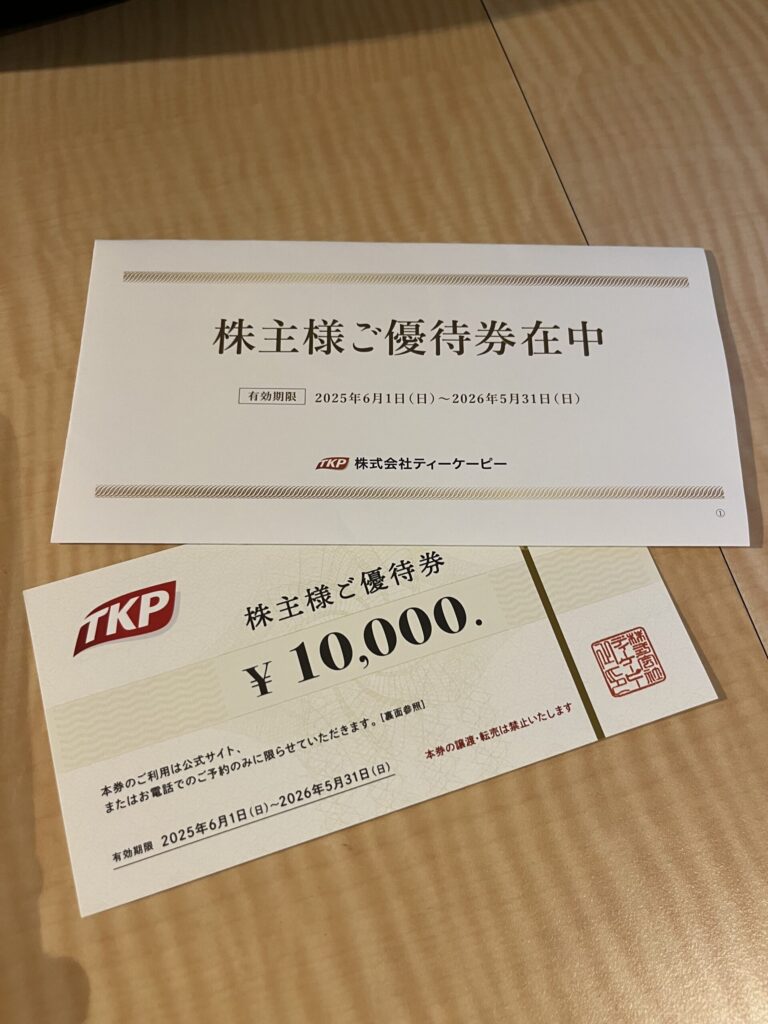 株主様ご優待券在中
有効期限 2025年6月1日(日)～2026年5月31日(日)
TKP 株式会社ティーケーピー
①
TKP
株主様ご優待券
¥ 10,000.
本券のご利用は公式サイト、
またはお電話でのご予約のみに限らせていただきます。[裏面参照]
本券の譲渡・転売は禁止いたします
有効期限 2025年6月1日(日)～2026年5月31日(日)